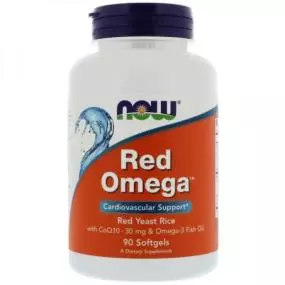 now
Red
Omega™
Cardiovascular Support*
Red Yeast Rice
with CoQ10 - 30 mg & Omega-3 Fish Oil
90 Softgels
A Dietary Supplement